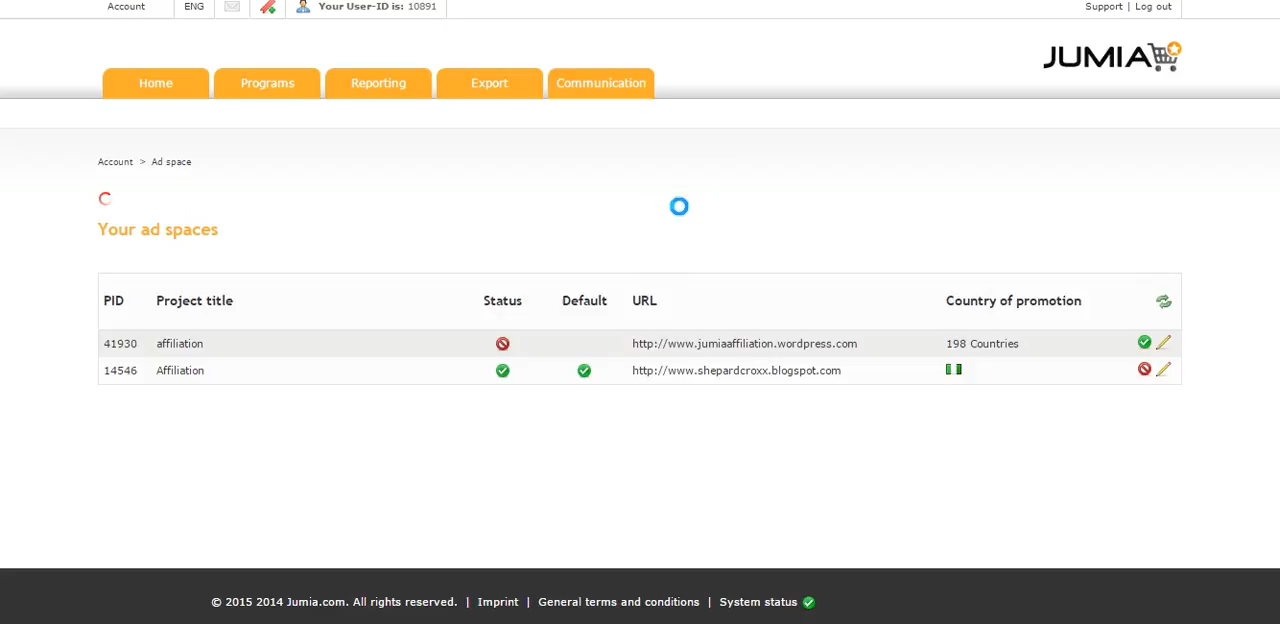 Account ENG Your User-ID is: 10891 Support | Log out
JUMIA
Home Programs Reporting Export Communication
Account > Ad space
Your ad spaces
PID Project title Status Default URL Country of promotion
41930 affiliation http://www.jumiaaffiliation.wordpress.com 198 Countries
14546 Affiliation http://www.shepardcroxx.blogspot.com
© 2015 2014 Jumia.com. All rights reserved. | Imprint | General terms and conditions | System status